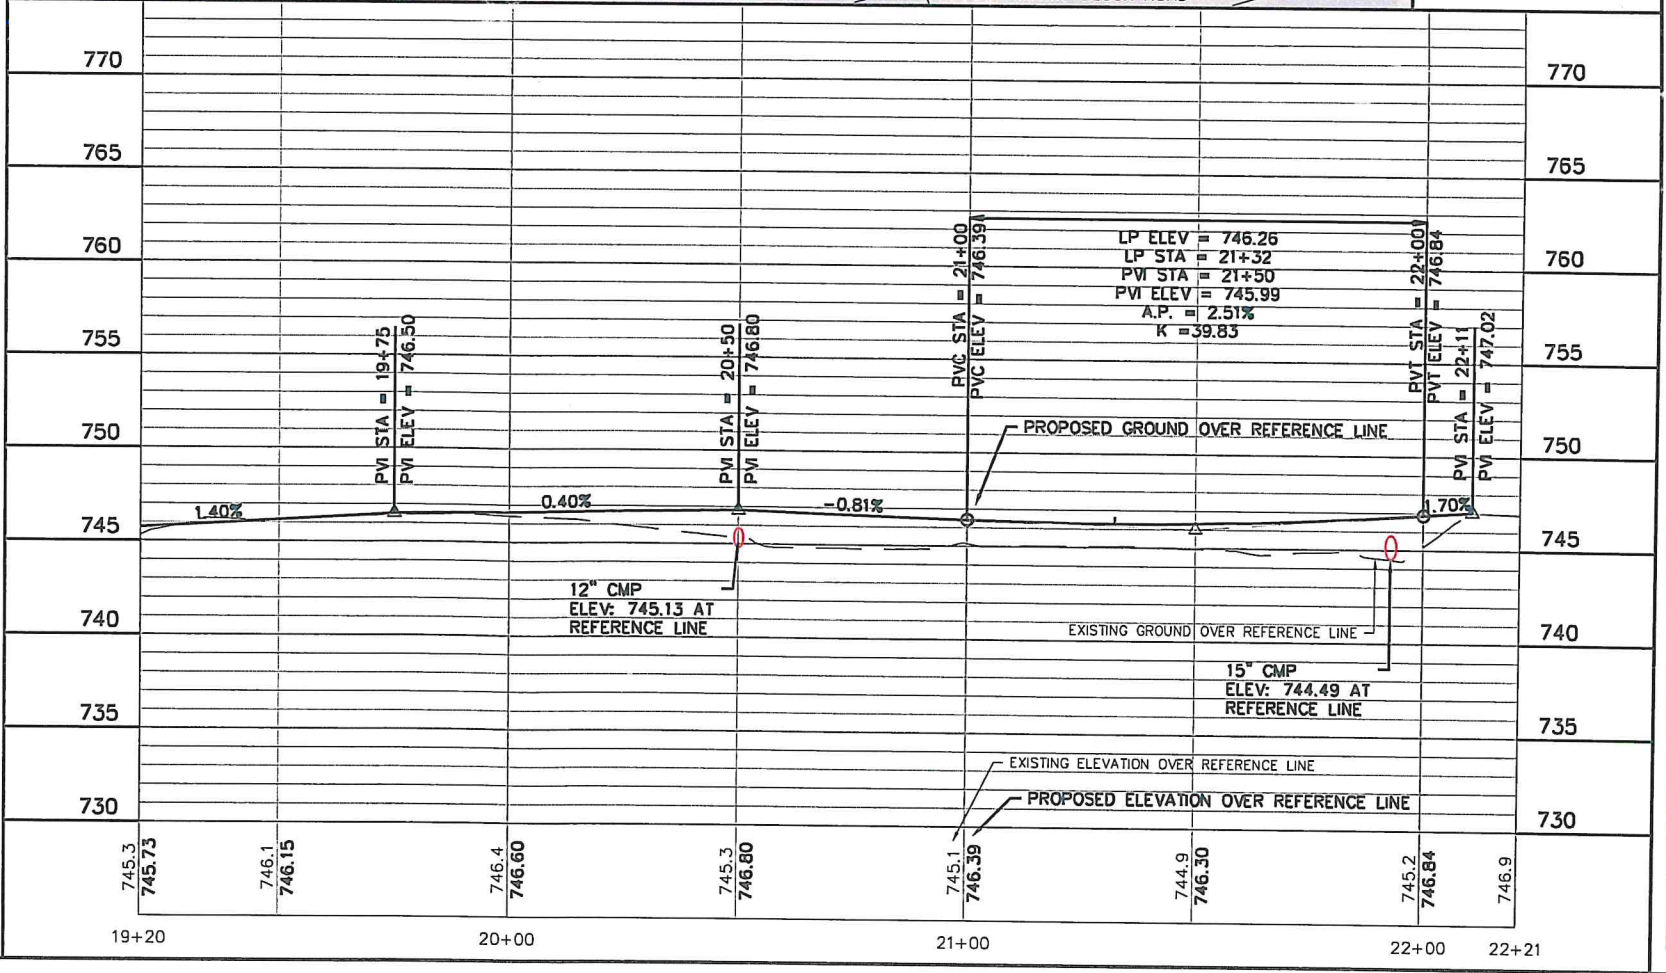 770
770
765
765
760
760
755
755
750
750
745
745
740
740
735
735
730
730
PVI STA = 19+75
PVI ELEV = 746.50
PVI STA = 20+50
PVI ELEV = 746.80
PVC STA = 21+00
PVC ELEV = 746.39
LP ELEV = 746.26
LP STA = 21+32
PVI STA = 21+50
PVI ELEV = 745.99
A.P. = 2.51%
K = 39.83
PVT STA = 22+00
PVT ELEV = 746.84
PVI STA = 22+11
PVI ELEV = 747.02
PROPOSED GROUND OVER REFERENCE LINE
1.40%
0.40%
-0.81%
1.70%
12" CMP
ELEV: 745.13 AT
REFERENCE LINE
EXISTING GROUND OVER REFERENCE LINE
15" CMP
ELEV: 744.49 AT
REFERENCE LINE
EXISTING ELEVATION OVER REFERENCE LINE
PROPOSED ELEVATION OVER REFERENCE LINE
745.3
745.73
746.1
746.15
746.4
746.60
745.3
746.80
745.1
746.39
744.9
746.30
745.2
746.84
746.9
19+20
20+00
21+00
22+00
22+21